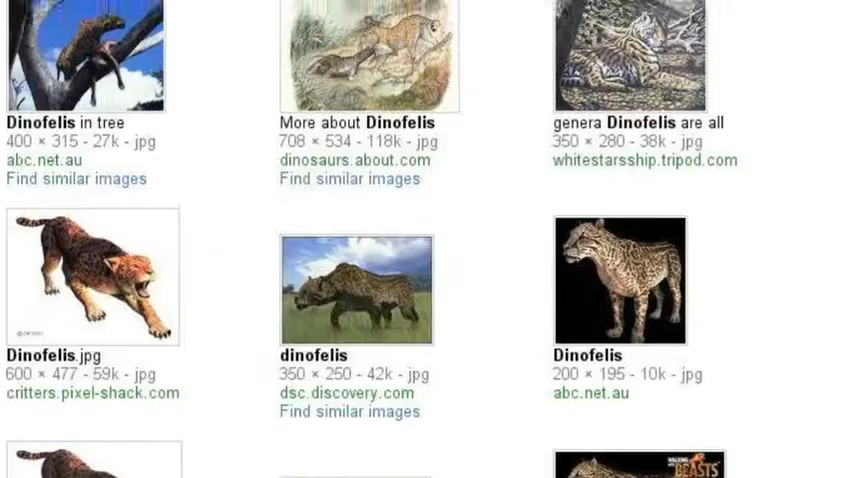 Dinofelis in tree
400 × 315 - 27k - jpg
abc.net.au
Find similar images
More about Dinofelis
708 × 534 - 118k - jpg
dinosaurs.about.com
Find similar images
genera Dinofelis are all
350 × 280 - 38k - jpg
whitestarsship.tripod.com
Dinofelis.jpg
600 × 477 - 59k - jpg
critters.pixel-shack.com
dinofelis
350 × 250 - 42k - jpg
dsc.discovery.com
Find similar images
Dinofelis
200 × 195 - 10k - jpg
abc.net.au
WALKING
BEASTS